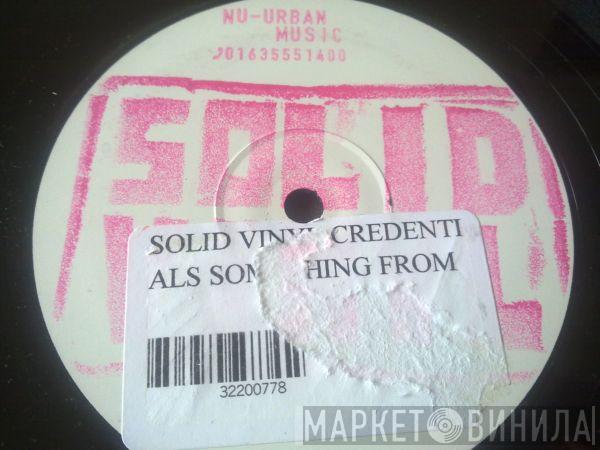 NU-URBAN
MUSIC
01635551400
SOLID
SOLID VINYL CREDENTI
ALS SOM HING FROM
32200778
МАРКЕТ ВИНИЛА